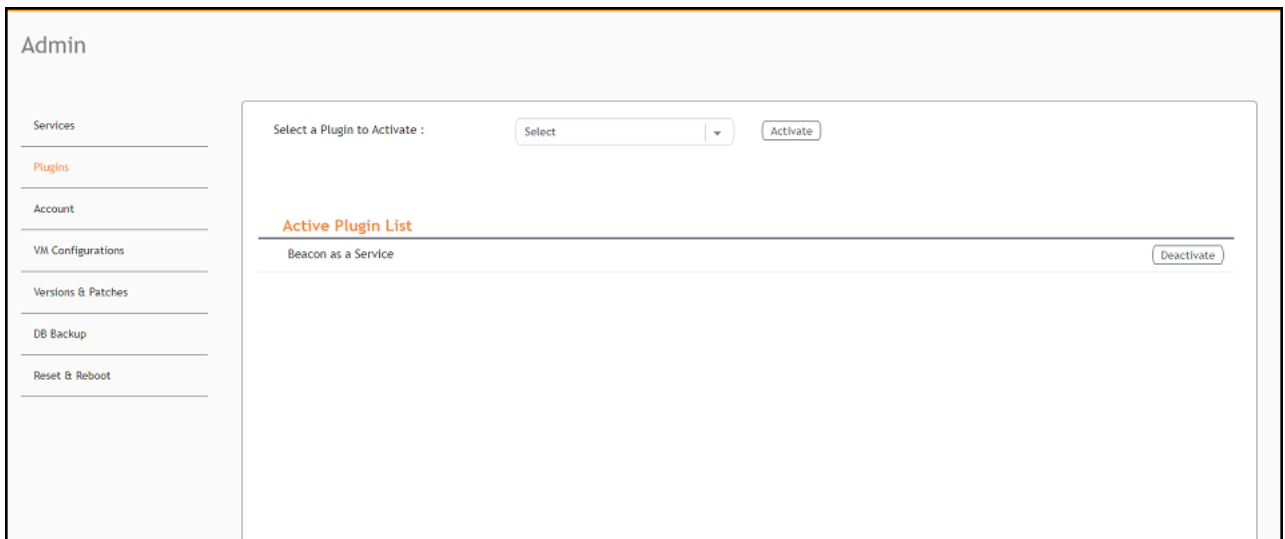 Admin
Services
Plugins
Account
VM Configurations
Versions & Patches
DB Backup
Reset & Reboot
Select a Plugin to Activate :
Select
Activate
Active Plugin List
Beacon as a Service
Deactivate